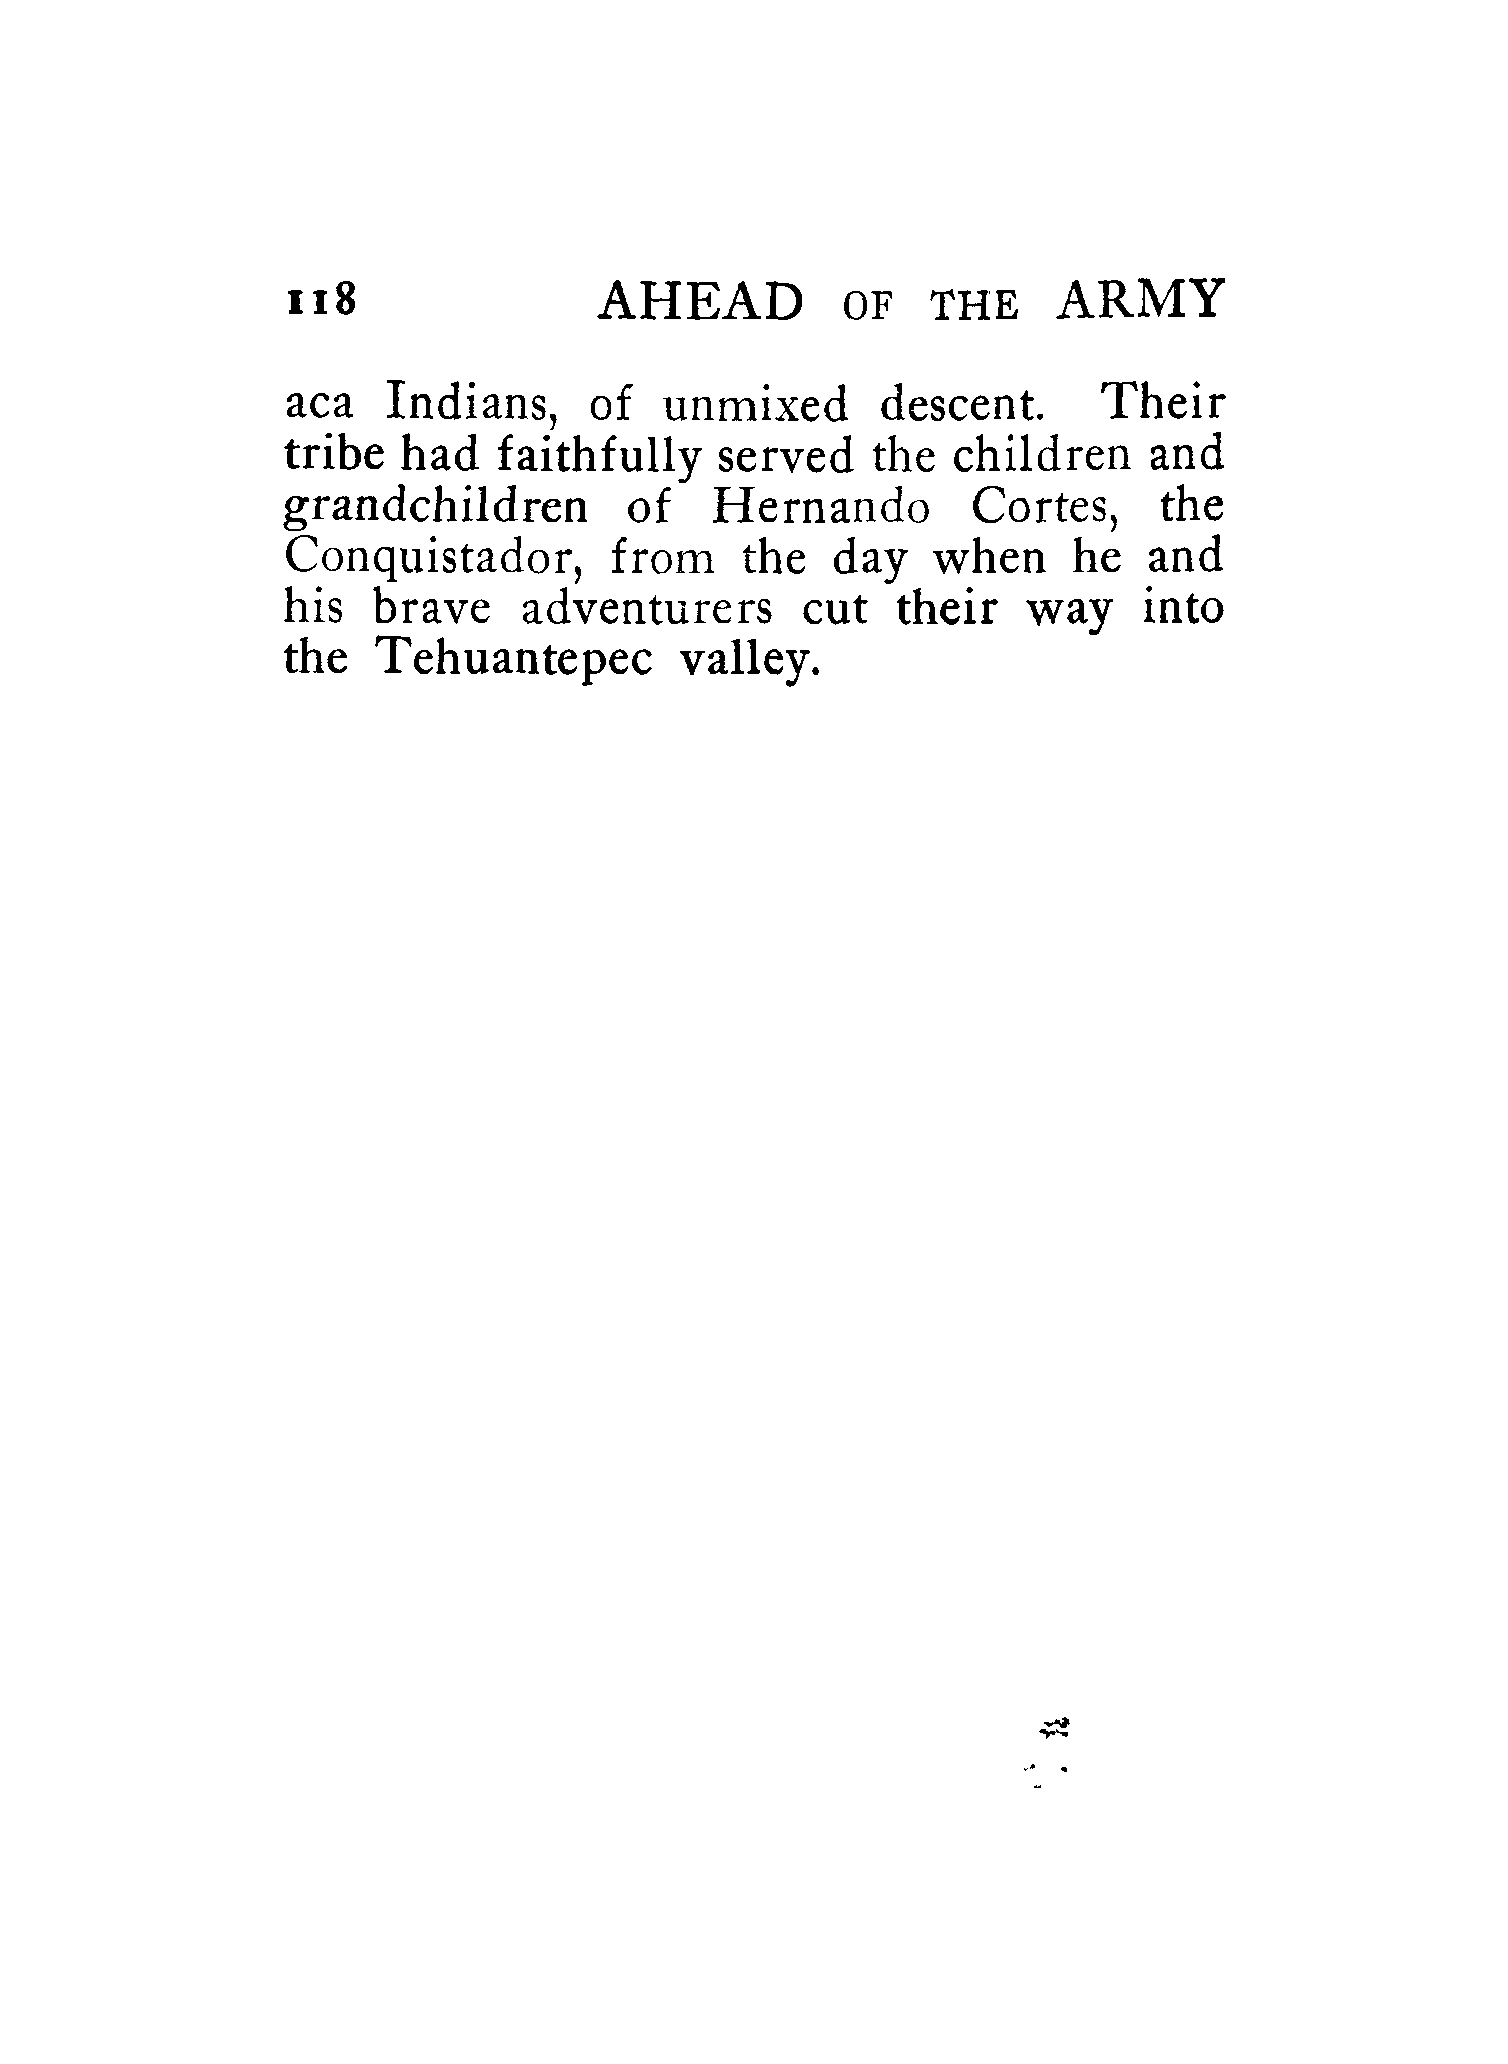 118 AHEAD OF THE ARMY
aca Indians, of unmixed descent. Their
tribe had faithfully served the children and
grandchildren of Hernando Cortes, the
Conquistador, from the day when he and
his brave adventurers cut their way into
the Tehuantepec valley.